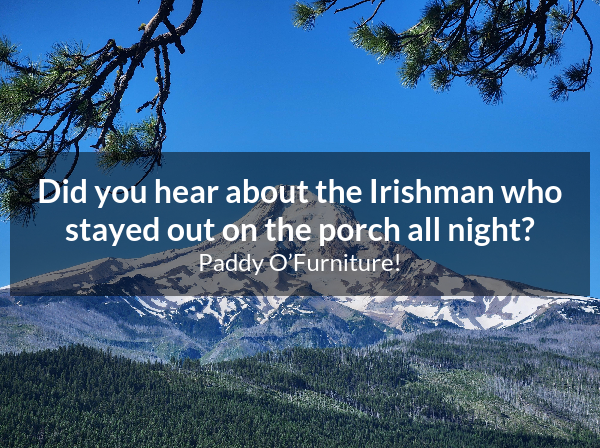 Did you hear about the Irishman who
stayed out on the porch all night?
Paddy O’Furniture!